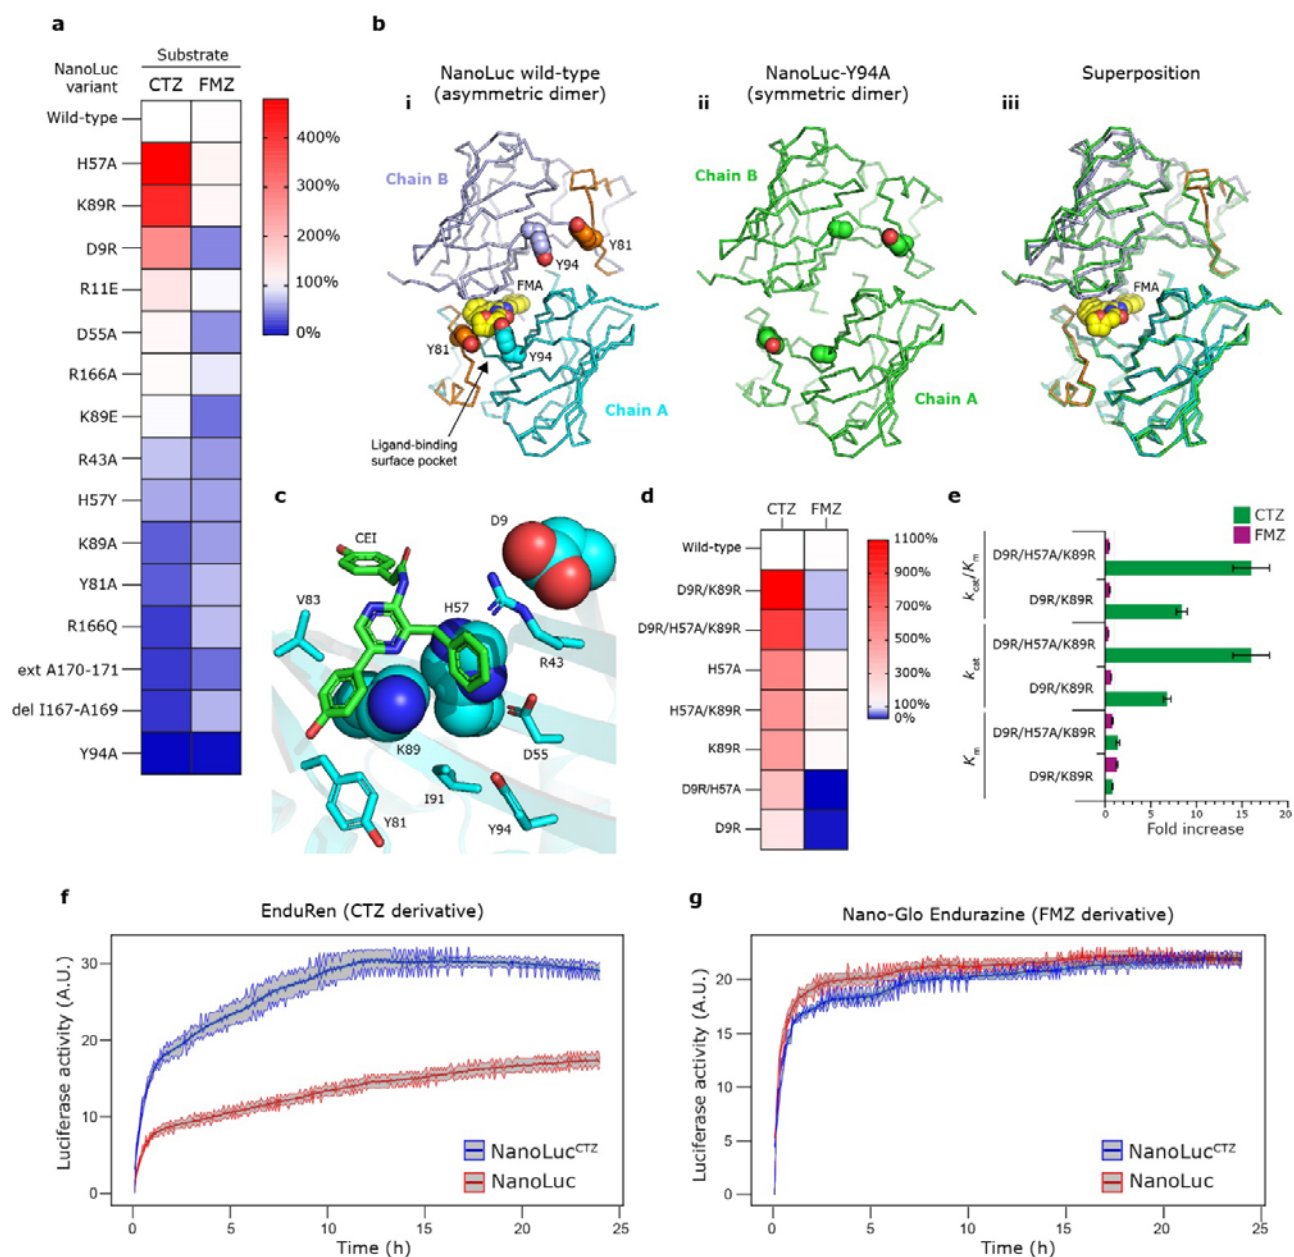 a
Substrate
NanoLuc
variant
CTZ FMZ
Wild-type
H57A
K89R
D9R
R11E
D55A
R166A
K89E
R43A
H57Y
K89A
Y81A
R166Q
ext A170-171
del I167-A169
Y94A
400%
300%
200%
100%
0%
b
NanoLuc wild-type
(asymmetric dimer)
i
Chain B
Y81
Y94
FMA
Y81
Y94
Chain A
Ligand-binding
surface pocket
NanoLuc-Y94A
(symmetric dimer)
ii
Chain B
Chain A
Superposition
iii
FMA
c
CEI
D9
V83
H57
R43
K89
D55
I91
Y81
Y94
d
CTZ FMZ
Wild-type
D9R/K89R
D9R/H57A/K89R
H57A
H57A/K89R
K89R
D9R/H57A
D9R
1100%
900%
700%
500%
300%
100%
0%
e
CTZ
FMZ
kcat/Km
D9R/H57A/K89R
D9R/K89R
kcat
D9R/H57A/K89R
D9R/K89R
Km
D9R/H57A/K89R
D9R/K89R
0 5 10 15 20
Fold increase
f
EnduRen (CTZ derivative)
Luciferase activity (A.U.)
30
20
10
0
NanoLucCTZ
NanoLuc
0 5 10 15 20 25
Time (h)
g
Nano-Glo Endurazine (FMZ derivative)
Luciferase activity (A.U.)
20
15
10
5
0
NanoLucCTZ
NanoLuc
0 5 10 15 20 25
Time (h)